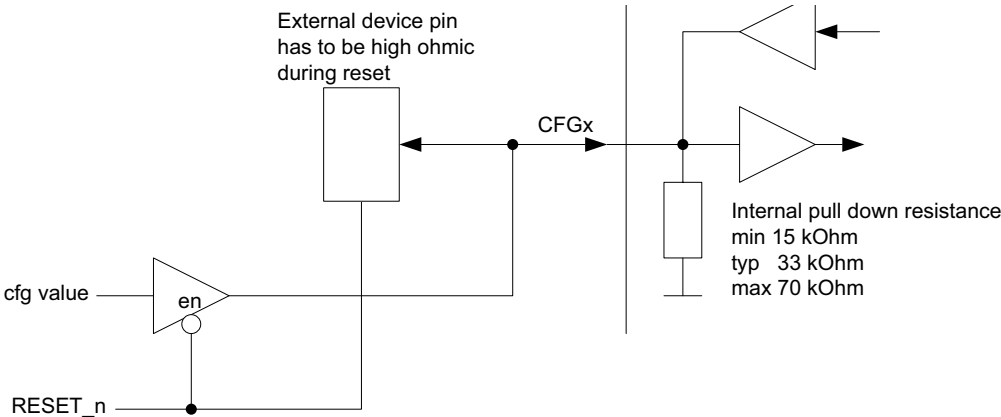 External device pin
has to be high ohmic
during reset
CFGx
Internal pull down resistance
min 15 kOhm
typ 33 kOhm
max 70 kOhm
cfg value
en
RESET_n